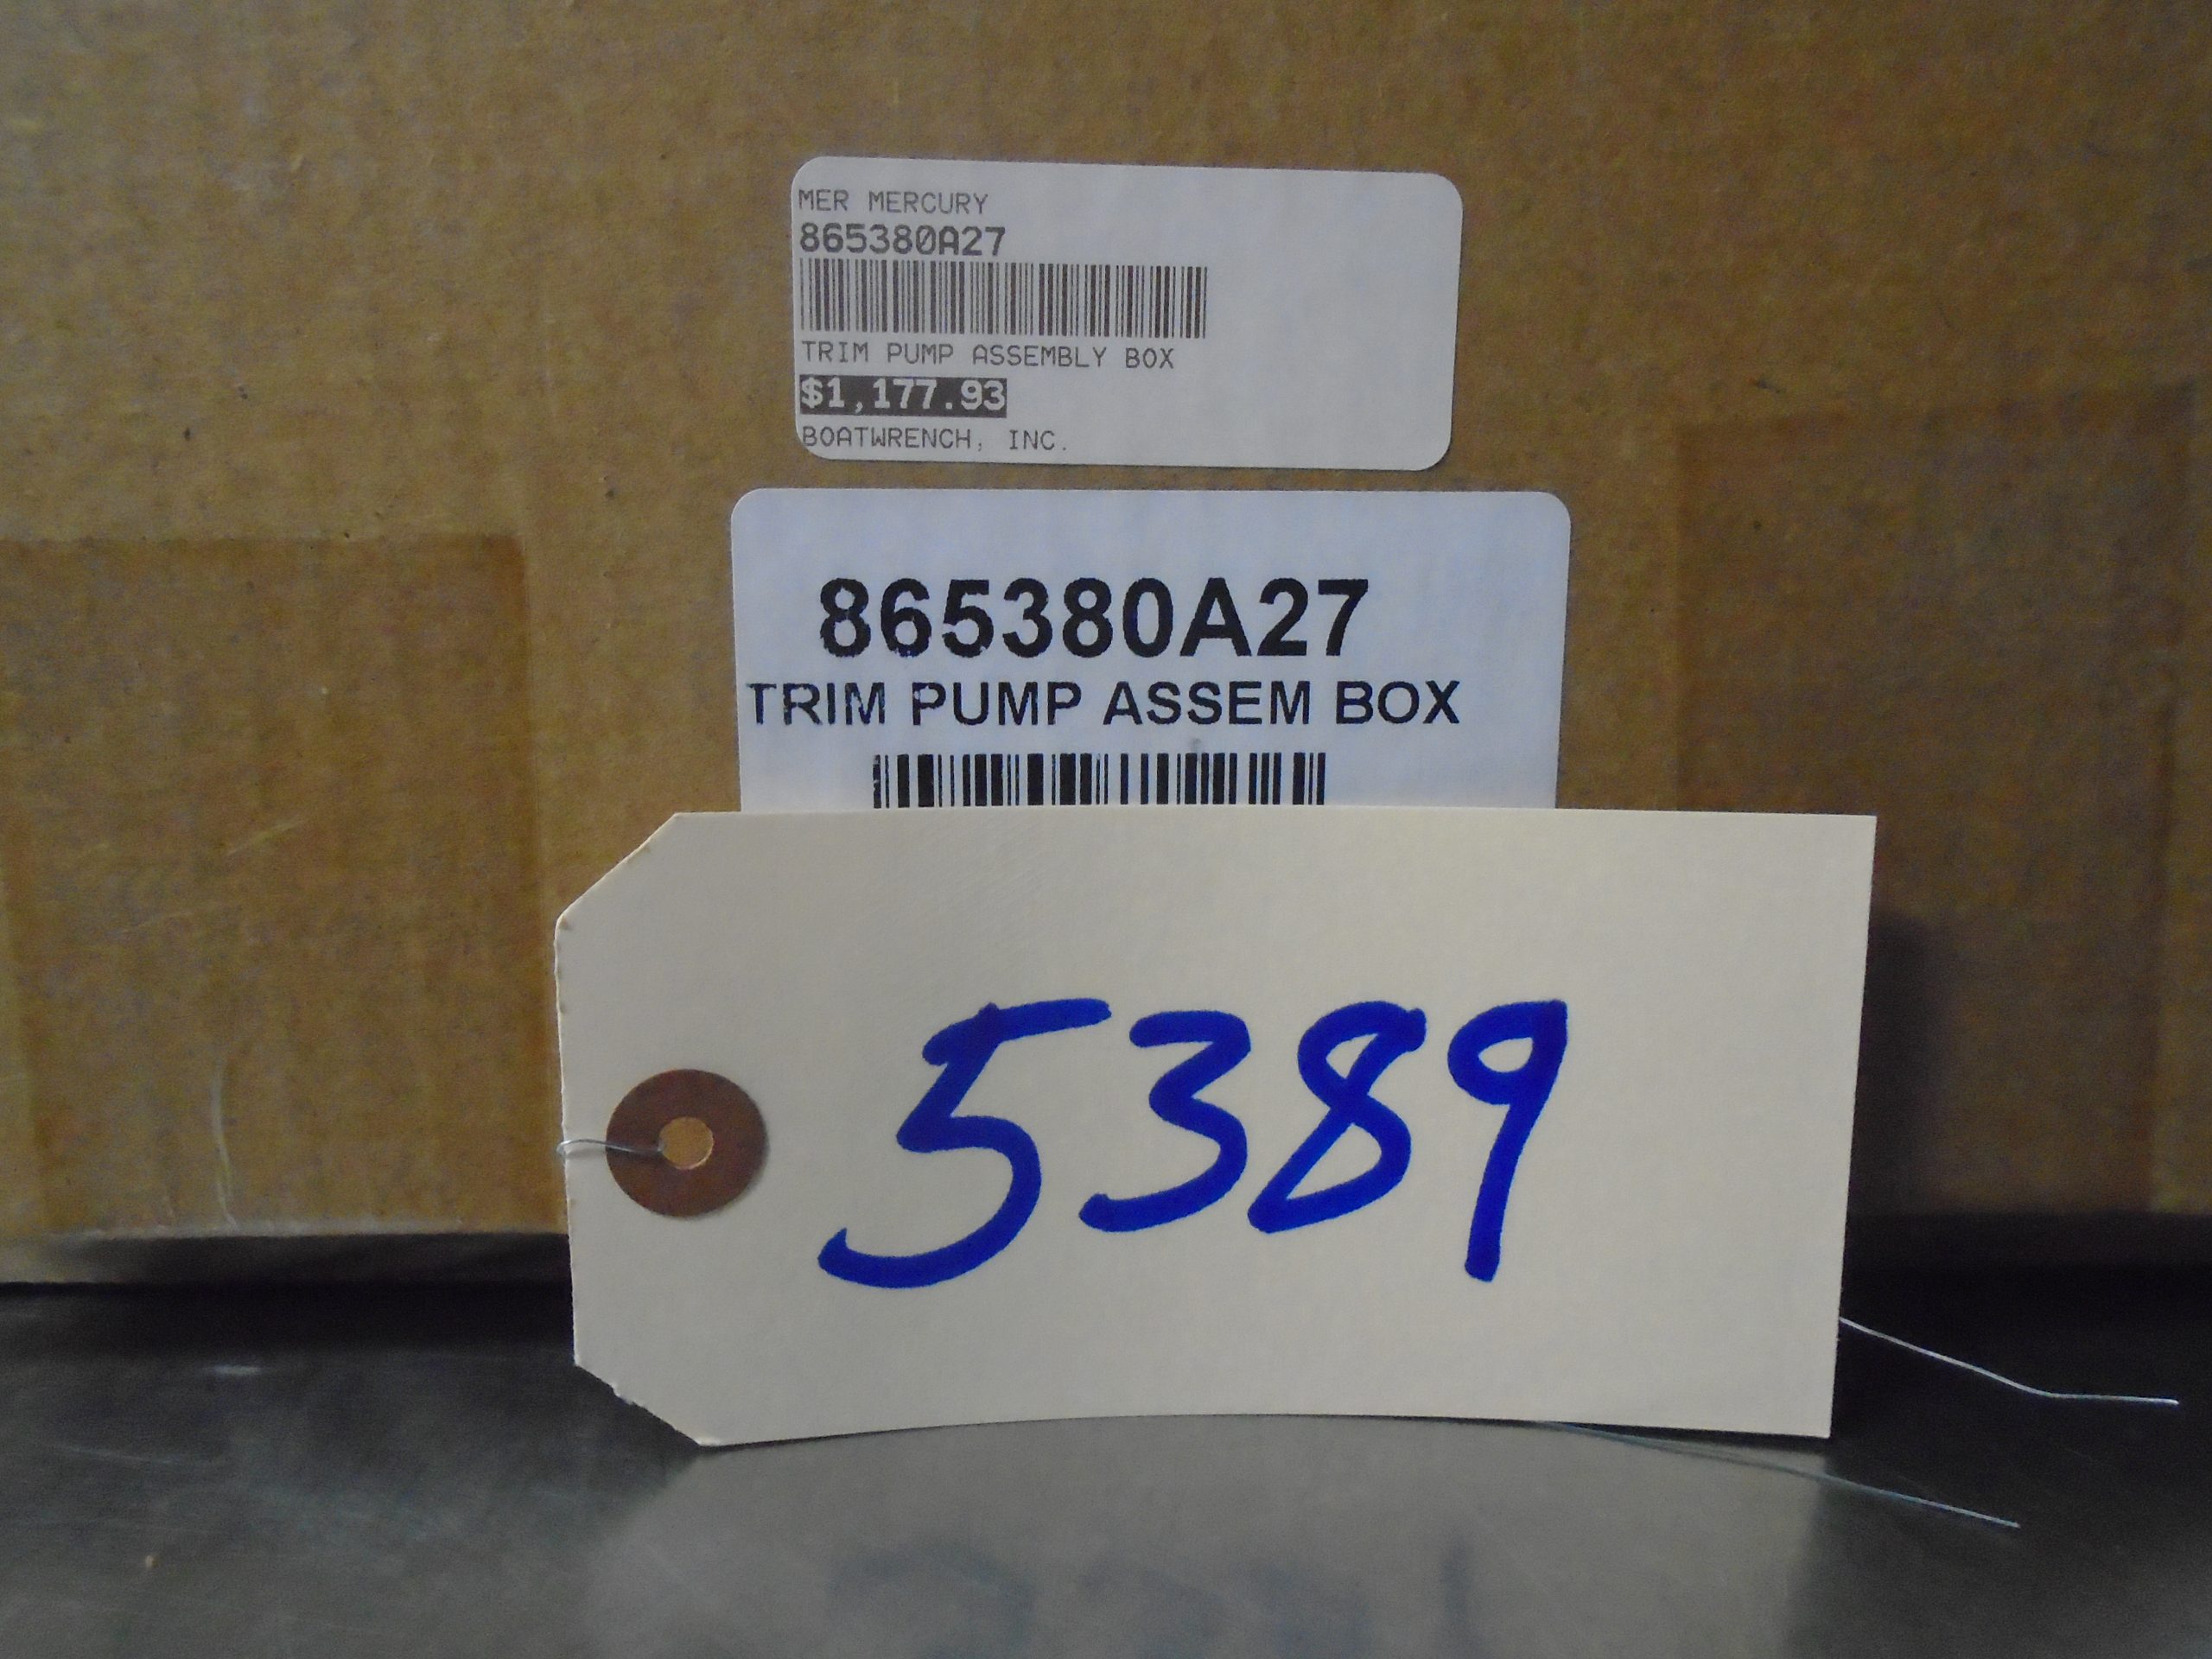 MER MERCURY
865380A27
TRIM PUMP ASSEMBLY BOX
$1,177.93
BOATWRENCH, INC.
865380A27
TRIM PUMP ASSEM BOX
5389